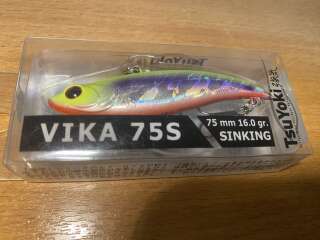 VIKA 75S
75 mm 16.0 gr.
SINKING
TsuYoki